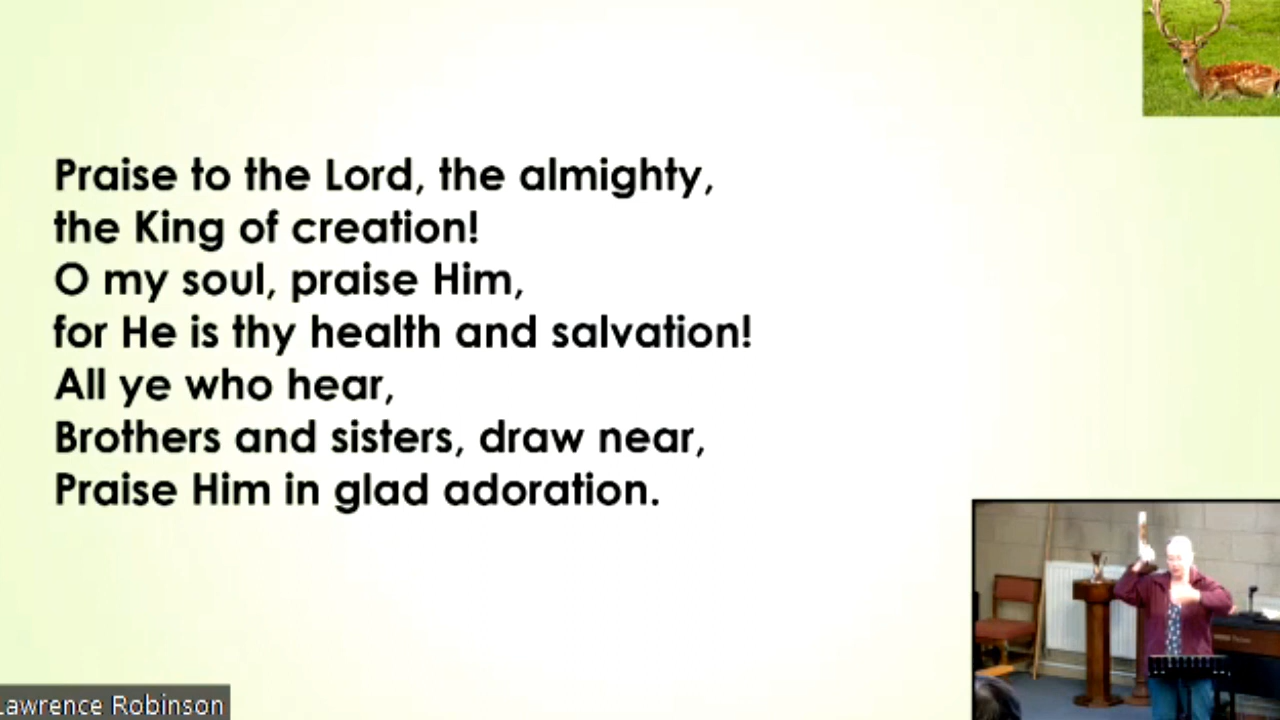 Praise to the Lord, the almighty,
the King of creation!
O my soul, praise Him,
for He is thy health and salvation!
All ye who hear,
Brothers and sisters, draw near,
Praise Him in glad adoration.
Lawrence Robinson